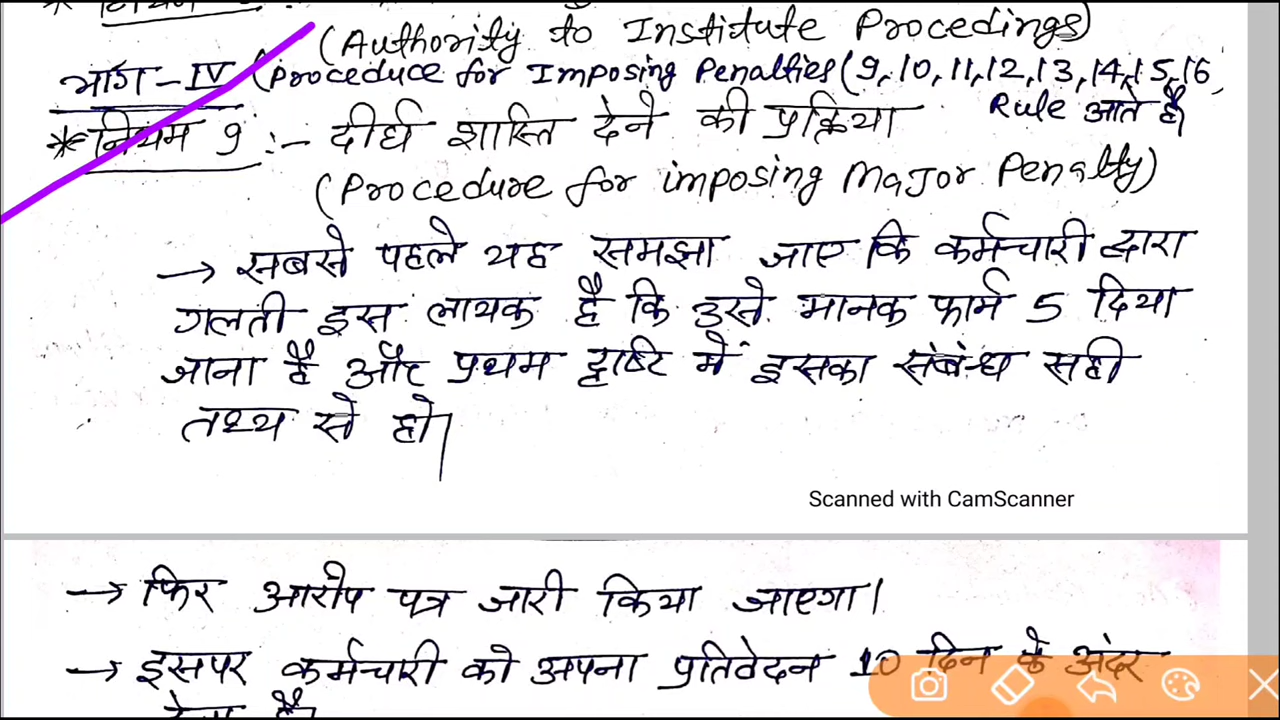 (Authority to Institute Procedings)
भाग-IV (Proceduce for Imposing Penalties (9,10,11,12,13,14,15,16,
Rule आते है)
*नियम 9 :- दीर्घ शास्ति देने की प्रक्रिया
(Procedure for imposing Major Penalty)
→ सबसे पहले यह समझा जाए कि कर्मचारी द्वारा
गलती इस लायक है कि उसे मानक फार्म 5 दिया
जाना है और प्रथम दृष्टि में इसका संबंध सही
तथ्य से हो।
Scanned with CamScanner
→ फिर आरोप पत्र जारी किया जाएगा।
→ इसपर कर्मचारी को अपना प्रतिवेदन 10 दिन के अंदर